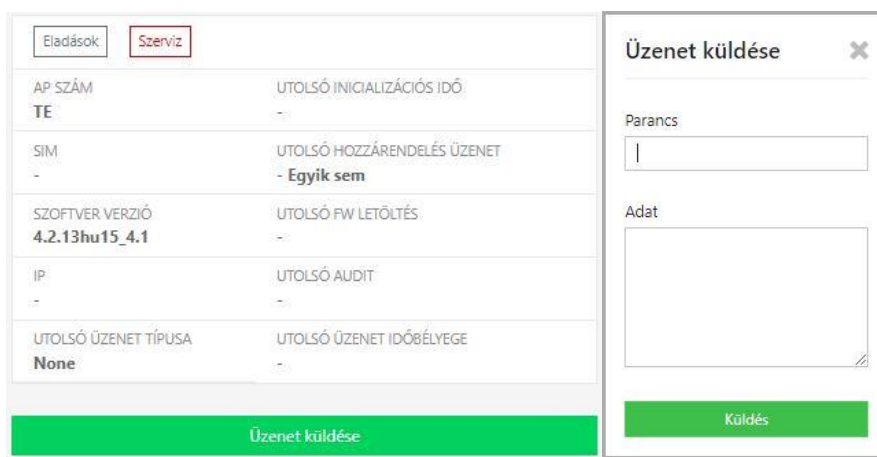 Eladások Szerviz
AP SZÁM UTOLSÓ INICIALIZÁCIÓS IDŐ
TE -
SIM UTOLSÓ HOZZÁRENDELÉS ÜZENET
- - Egyik sem
SZOFTVER VERZIÓ UTOLSÓ FW LETÖLTÉS
4.2.13hu15_4.1 -
IP UTOLSÓ AUDIT
- -
UTOLSÓ ÜZENET TÍPUSA UTOLSÓ ÜZENET IDŐBÉLYEGE
None -
Üzenet küldése
Üzenet küldése
Parancs
Adat
Küldés